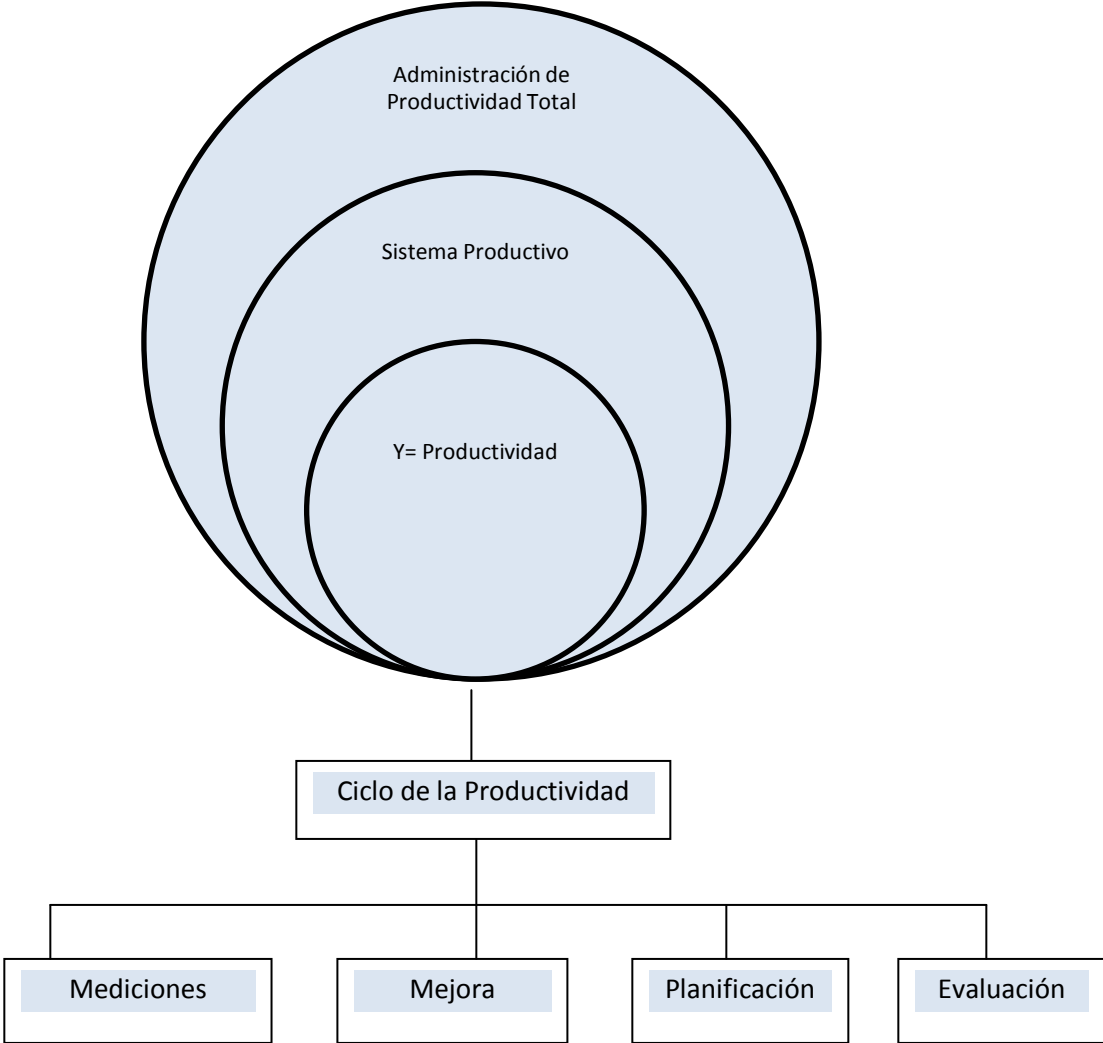 Administración de
Productividad Total
Sistema Productivo
Y= Productividad
Ciclo de la Productividad
Mediciones
Mejora
Planificación
Evaluación